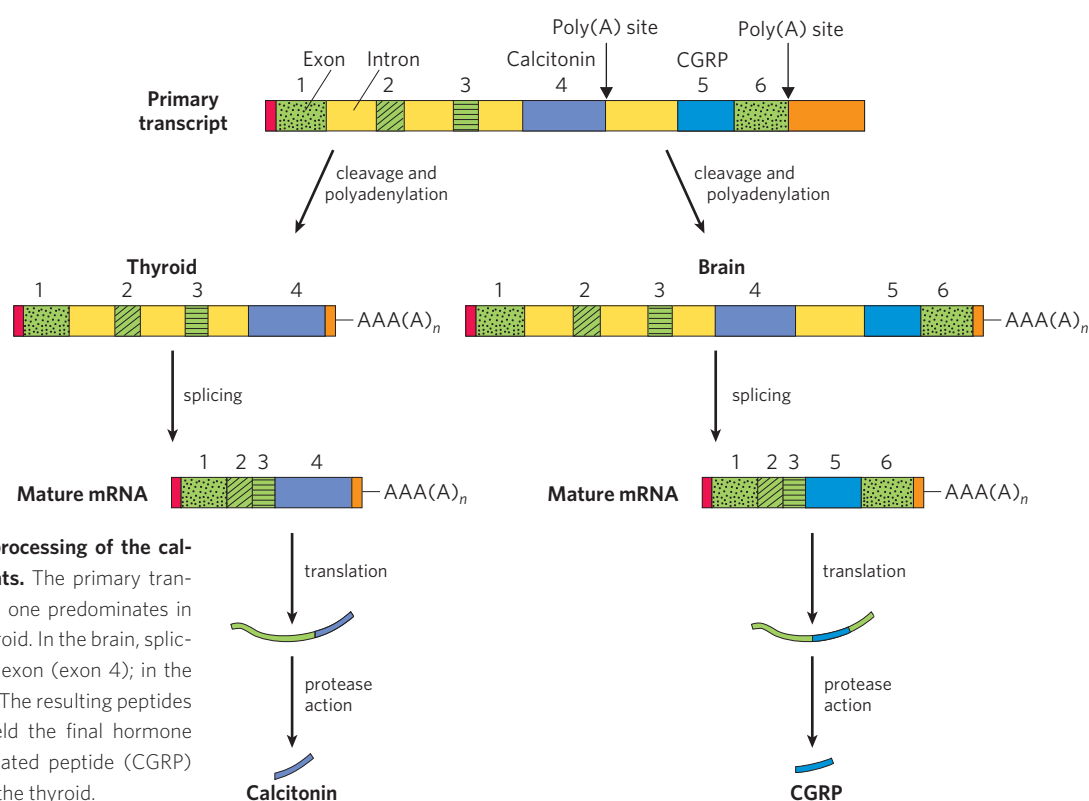 Poly(A) site
Poly(A) site
Exon Intron Calcitonin CGRP
1 2 3 4 5 6
Primary
transcript
cleavage and
polyadenylation
cleavage and
polyadenylation
Thyroid
1 2 3 4
AAA(A)n
Brain
1 2 3 4 5 6
AAA(A)n
splicing
splicing
1 2 3 4
Mature mRNA
AAA(A)n
1 2 3 5 6
Mature mRNA
AAA(A)n
translation
translation
protease
action
protease
action
Calcitonin
CGRP
processing of the cal-
ts. The primary tran-
one predominates in
roid. In the brain, splic-
exon (exon 4); in the
The resulting peptides
eld the final hormone
ated peptide (CGRP)
the thyroid.